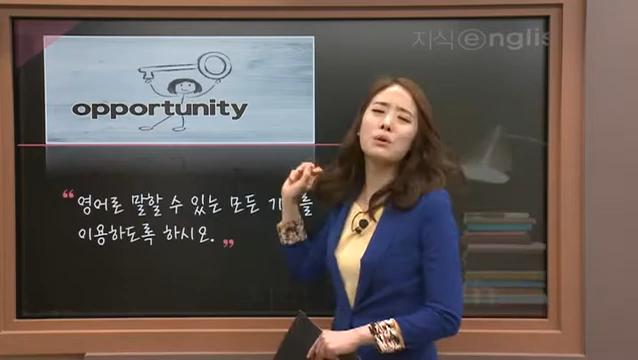 지식ⓔnglis
opportunity
“영어로 말할 수 있는 모든
이용하도록 하시오.”